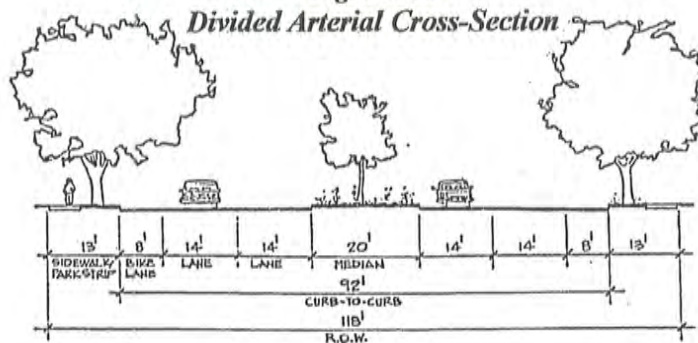 Divided Arterial Cross-Section
13' 8' 14' 14' 20' 14' 14' 8' 13'
SIDEWALK/ BIKE LANE LANE MEDIAN
PARKSTRIP LANE
92'
CURB-TO-CURB
118'
R.O.W.